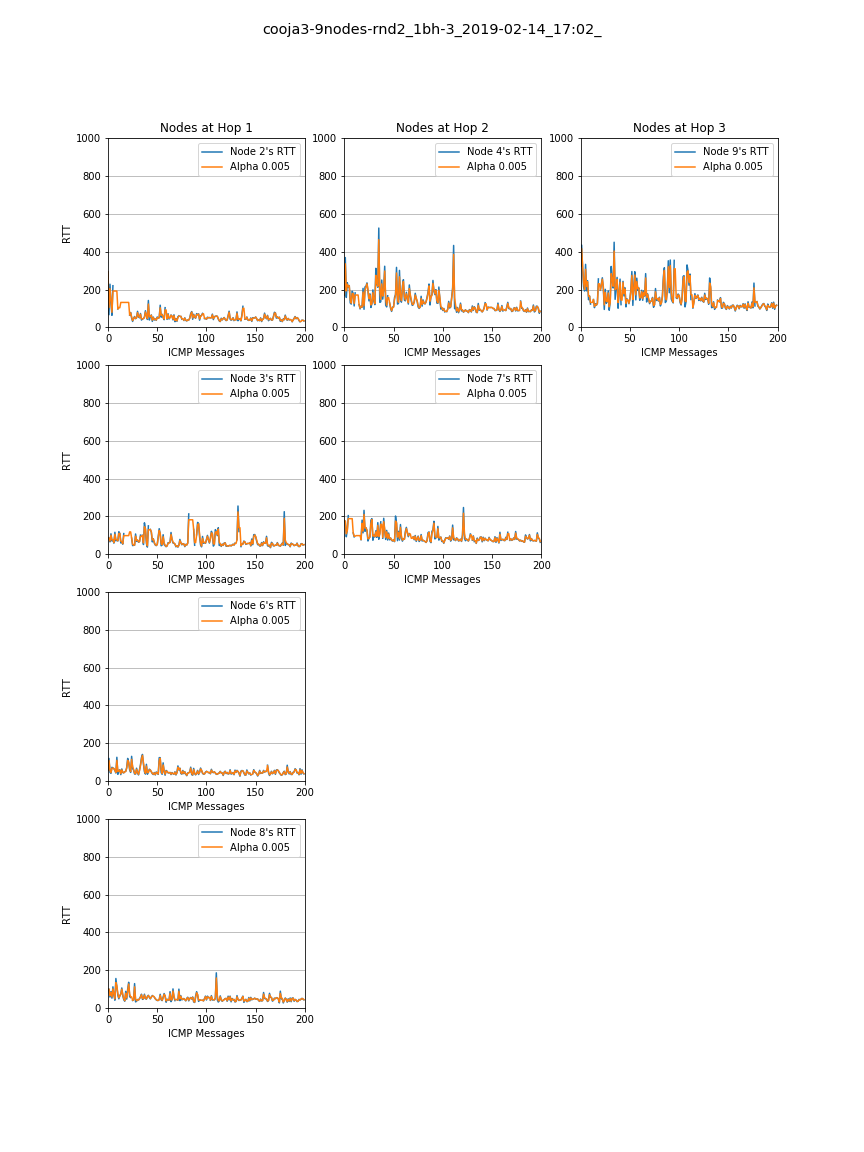 cooja3-9nodes-rnd2_1bh-3_2019-02-14_17:02_
Nodes at Hop 1
1000
800
600
400
200
0
RTT
Node 2's RTT
Alpha 0.005
0 50 100 150 200
ICMP Messages
Nodes at Hop 2
1000
800
600
400
200
0
Node 4's RTT
Alpha 0.005
0 50 100 150 200
ICMP Messages
Nodes at Hop 3
1000
800
600
400
200
0
Node 9's RTT
Alpha 0.005
0 50 100 150 200
ICMP Messages
1000
800
600
400
200
0
RTT
Node 3's RTT
Alpha 0.005
0 50 100 150 200
ICMP Messages
1000
800
600
400
200
0
Node 7's RTT
Alpha 0.005
0 50 100 150 200
ICMP Messages
1000
800
600
400
200
0
RTT
Node 6's RTT
Alpha 0.005
0 50 100 150 200
ICMP Messages
1000
800
600
400
200
0
RTT
Node 8's RTT
Alpha 0.005
0 50 100 150 200
ICMP Messages